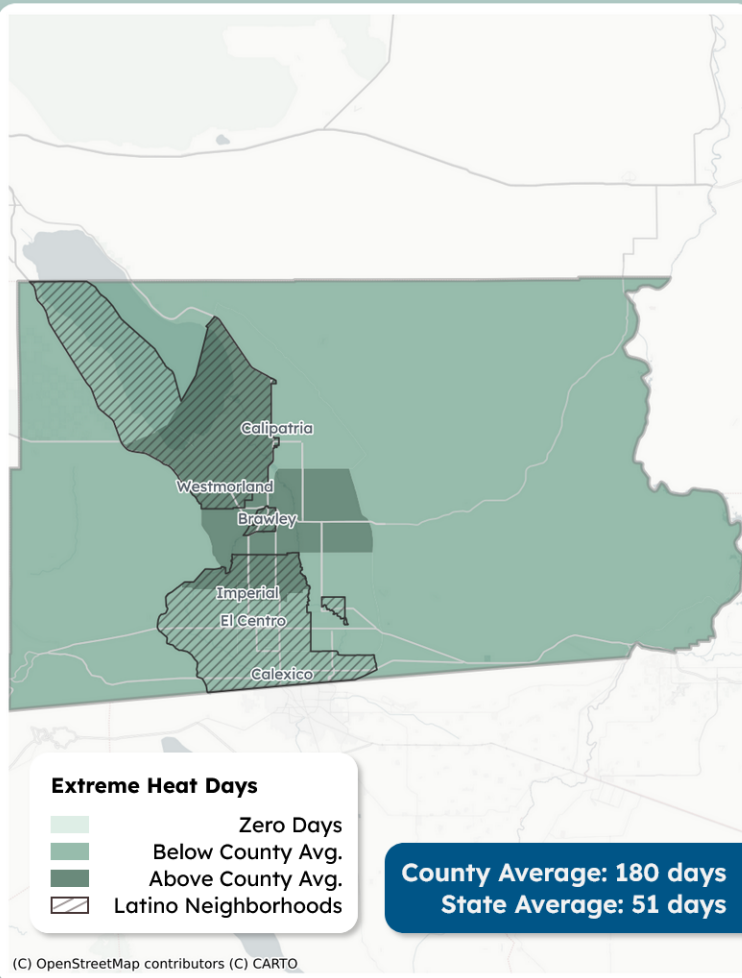 Calipatria
Westmorland
Brawley
Imperial
El Centro
Calexico
Extreme Heat Days
Zero Days
Below County Avg.
Above County Avg.
Latino Neighborhoods
County Average: 180 days
State Average: 51 days
(C) OpenStreetMap contributors (C) CARTO